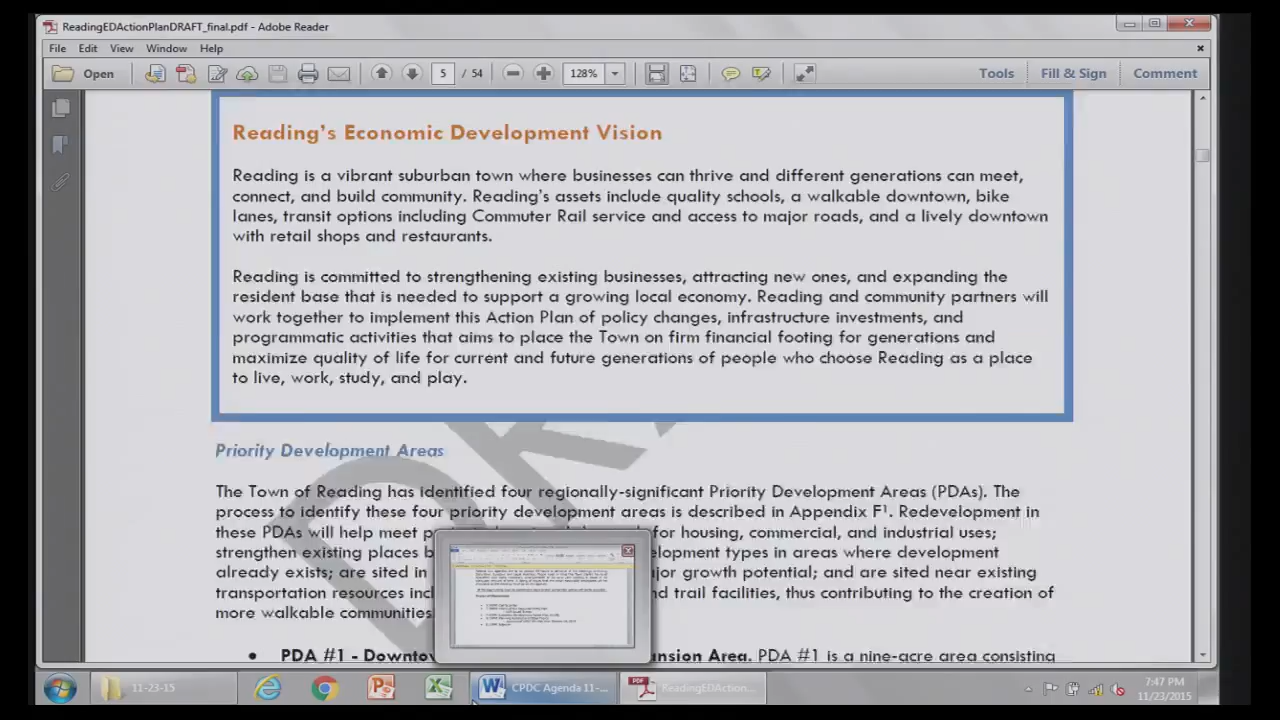 ReadingEDActionPlanDRAFT_final.pdf - Adobe Reader
File Edit View Window Help
Open 5 / 54 128% Tools Fill & Sign Comment
Reading's Economic Development Vision
Reading is a vibrant suburban town where businesses can thrive and different generations can meet,
connect, and build community. Reading's assets include quality schools, a walkable downtown, bike
lanes, transit options including Commuter Rail service and access to major roads, and a lively downtown
with retail shops and restaurants.
Reading is committed to strengthening existing businesses, attracting new ones, and expanding the
resident base that is needed to support a growing local economy. Reading and community partners will
work together to implement this Action Plan of policy changes, infrastructure investments, and
programmatic activities that aims to place the Town on firm financial footing for generations and
maximize quality of life for current and future generations of people who choose Reading as a place
to live, work, study, and play.
Priority Development Areas
The Town of Reading has identified four regionally-significant Priority Development Areas (PDAs). The
process to identify these four priority development areas is described in Appendix F¹. Redevelopment in
these PDAs will help meet for housing, commercial, and industrial uses;
strengthen existing places development types in areas where development
already exists; are sited in major growth potential; and are sited near existing
transportation resources and trail facilities, thus contributing to the creation of
more walkable communities
• PDA #1 - Downtown Expansion Area. PDA #1 is a nine-acre area consisting
11-23-15 CPDC Agenda 11-... ReadingEDAction... 7:47 PM
11/23/2015